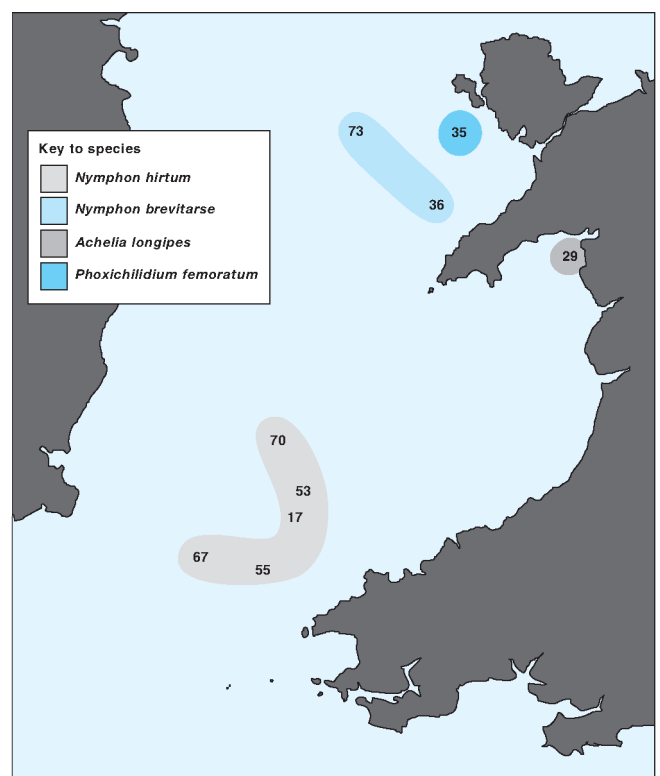 73
35
Key to species
Nymphon hirtum
Nymphon brevitarse
36
Achelia longipes
29
Phoxichilidium femoratum
70
53
17
67
55